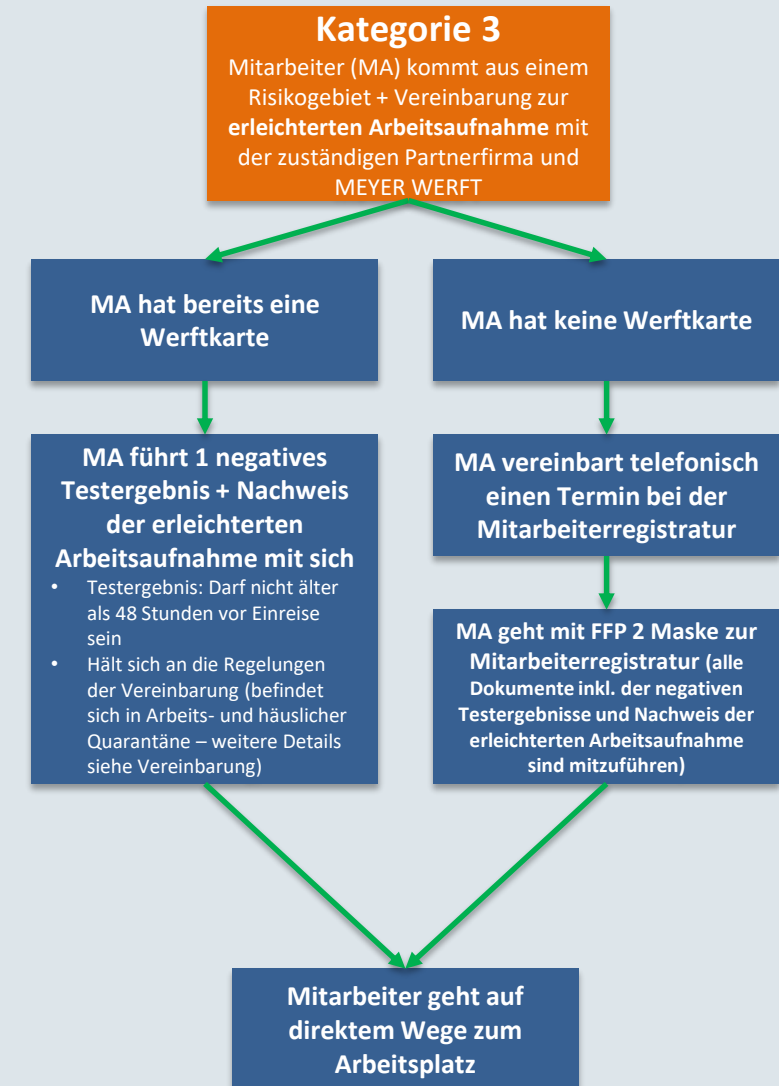 Kategorie 3
Mitarbeiter (MA) kommt aus einem
Risikogebiet + Vereinbarung zur
erleichterten Arbeitsaufnahme mit
der zuständigen Partnerfirma und
MEYER WERFT
MA hat bereits eine
Werftkarte
MA hat keine Werftkarte
MA führt 1 negatives
Testergebnis + Nachweis
der erleichterten
Arbeitsaufnahme mit sich
• Testergebnis: Darf nicht älter
als 48 Stunden vor Einreise
sein
• Hält sich an die Regelungen
der Vereinbarung (befindet
sich in Arbeits- und häuslicher
Quarantäne – weitere Details
siehe Vereinbarung)
MA vereinbart telefonisch
einen Termin bei der
Mitarbeiterregistratur
MA geht mit FFP 2 Maske zur
Mitarbeiterregistratur (alle
Dokumente inkl. der negativen
Testergebnisse und Nachweis der
erleichterten Arbeitsaufnahme
sind mitzuführen)
Mitarbeiter geht auf
direktem Wege zum
Arbeitsplatz